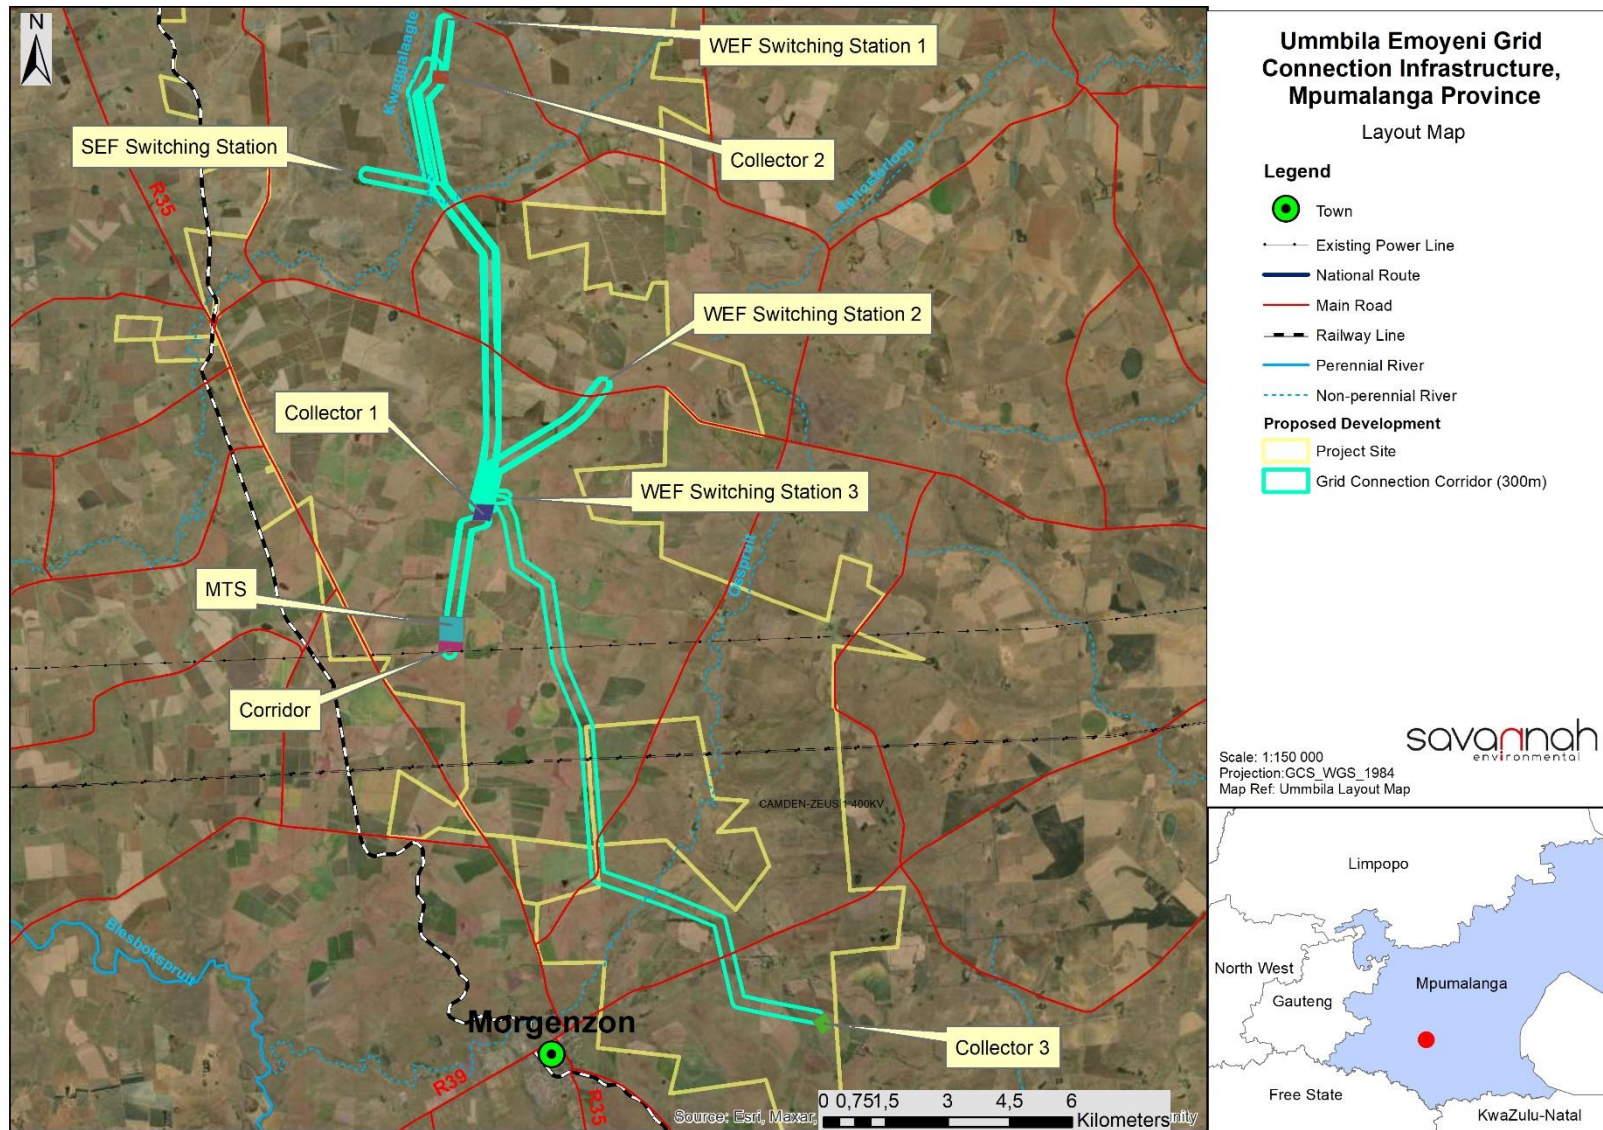 N
WEF Switching Station 1
Kwaggalaagte
SEF Switching Station
Collector 2
R35
Renosterloop
WEF Switching Station 2
Collector 1
WEF Switching Station 3
Osspruit
MTS
Corridor
CAMDEN-ZEUS 1 400KV
Blesbokspruit
Morgenzon
Collector 3
R39
R35
Source: Esri, Maxar,
0 0,75 1,5 3 4,5 6
Kilometers
Ummbila Emoyeni Grid
Connection Infrastructure,
Mpumalanga Province
Layout Map
Legend
Town
Existing Power Line
National Route
Main Road
Railway Line
Perennial River
Non-perennial River
Proposed Development
Project Site
Grid Connection Corridor (300m)
savannah
environmental
Scale: 1:150 000
Projection:GCS_WGS_1984
Map Ref: Ummbila Layout Map
Limpopo
North West
Gauteng
Mpumalanga
Free State
KwaZulu-Natal